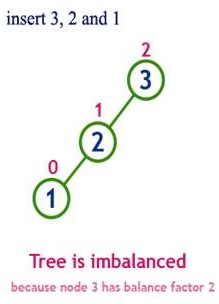 insert 3, 2 and 1
2
3
1
2
0
1
Tree is imbalanced
because node 3 has balance factor 2